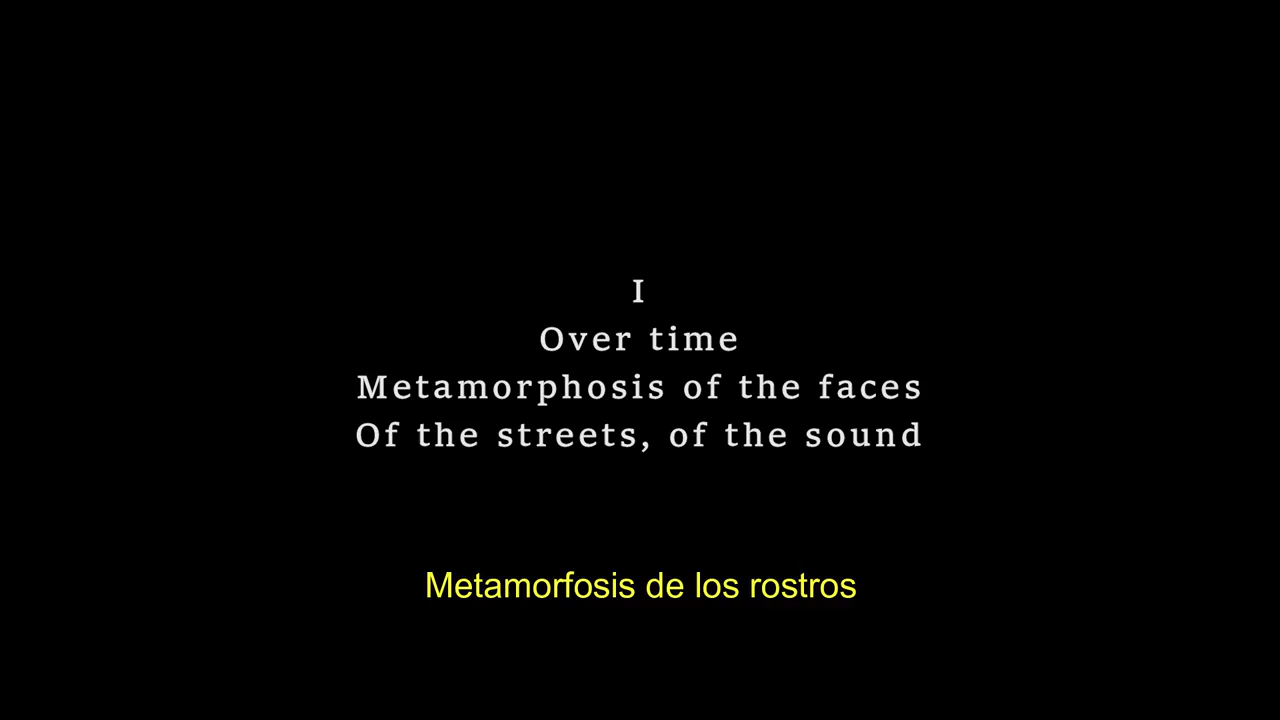 I
Over time
Metamorphosis of the faces
Of the streets, of the sound
Metamorfosis de los rostros